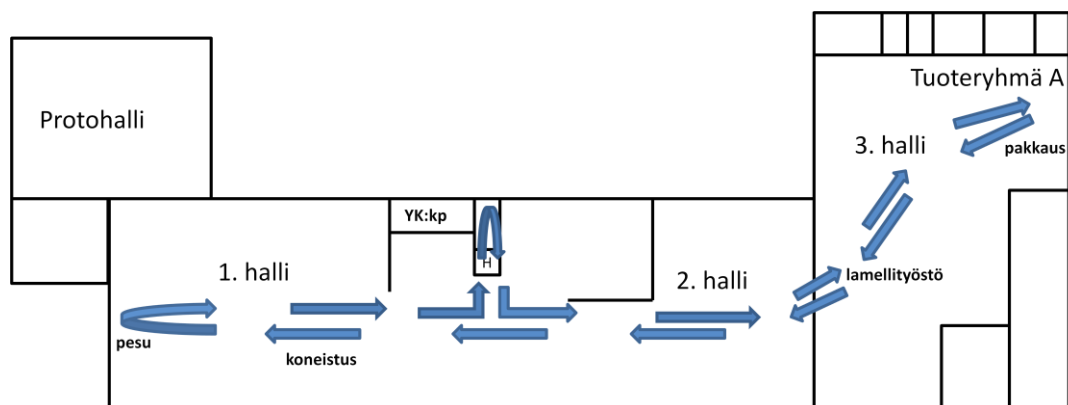 Tuoteryhmä A
Protohalli
pakkaus
3. halli
YK:kp
H
1. halli
2. halli
lamellityöstö
pesu
koneistus